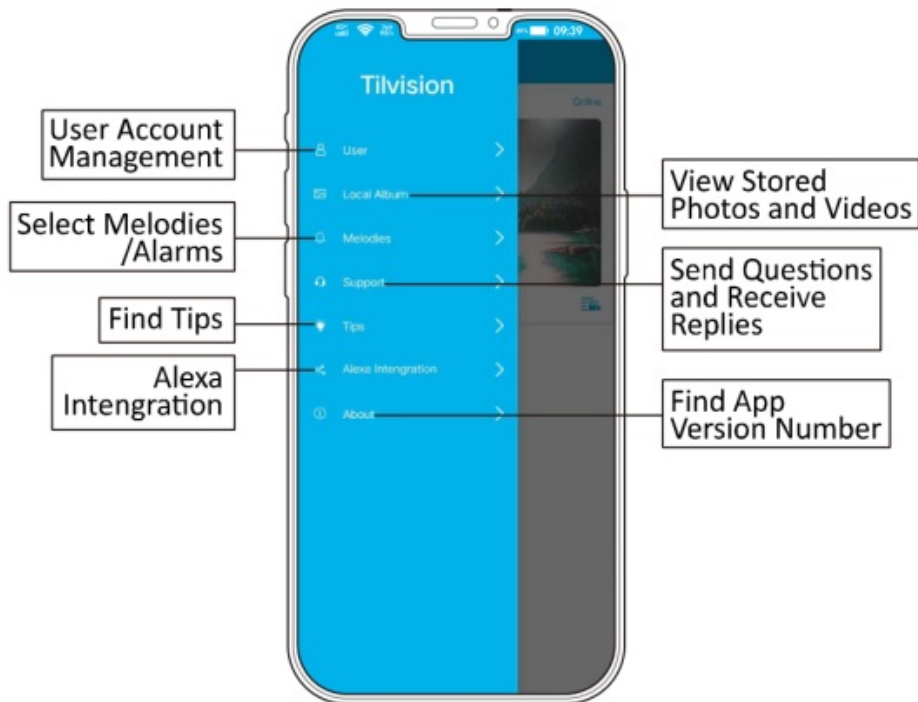 09:39
Tilvision
Online
User Account
Management
User
Local Album
View Stored
Photos and Videos
Select Melodies
/Alarms
Melodies
Support
Send Questions
and Receive
Replies
Find Tips
Tips
Alexa
Intengration
Alexa Intengration
About
Find App
Version Number